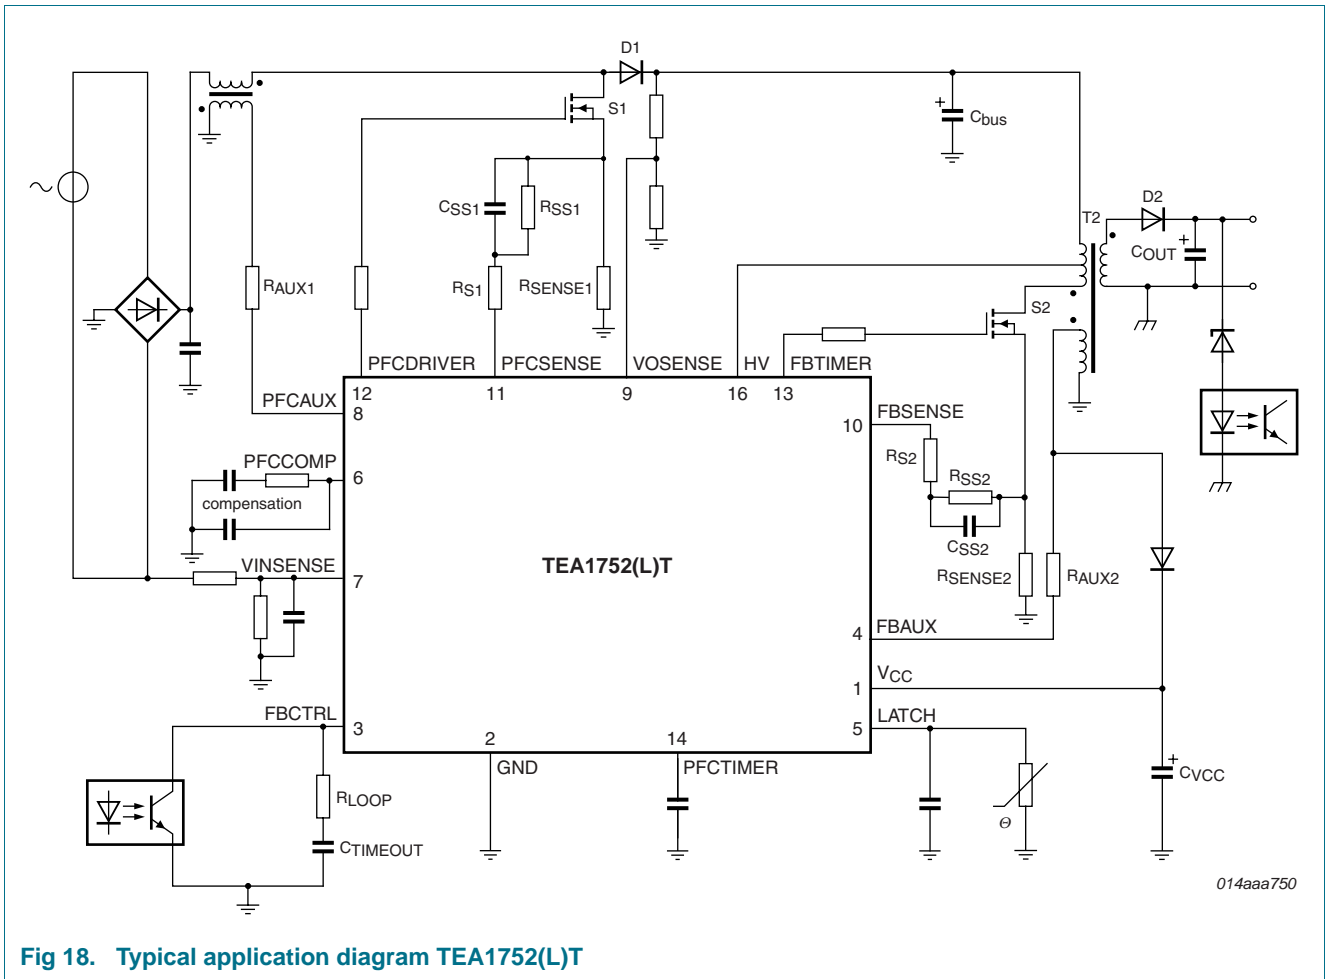 D1
S1
+
Cbus
D2
T2
COUT
+
CSS1
RSS1
RAUX1
RS1
RSENSE1
S2
PFCDRIVER
PFCSENSE
VOSENSE
HV
FBTIMER
12
11
9
16
13
PFCAUX
8
FBSENSE
10
RS2
RSS2
CSS2
PFCCOMP
6
compensation
TEA1752(L)T
VINSENSE
7
RSENSE2
RAUX2
4
FBAUX
1
VCC
FBCTRL
3
5
LATCH
2
GND
14
PFCTIMER
RLOOP
CTIMEOUT
+
CVCC
Θ
014aaa750
Fig 18. Typical application diagram TEA1752(L)T